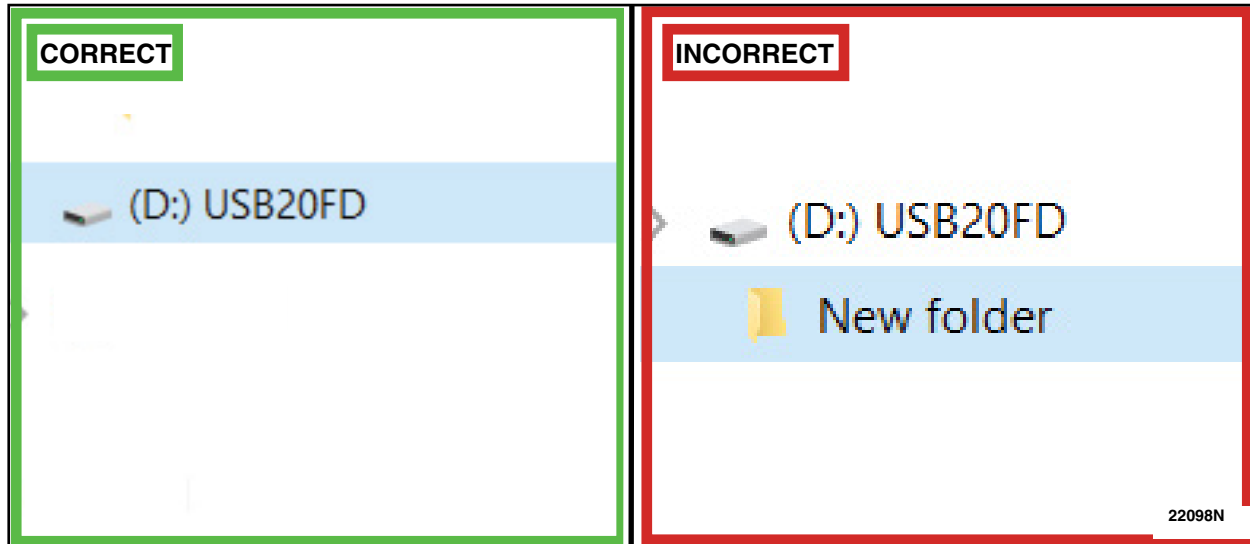 CORRECT
(D:) USB20FD
INCORRECT
(D:) USB20FD
New folder
22098N